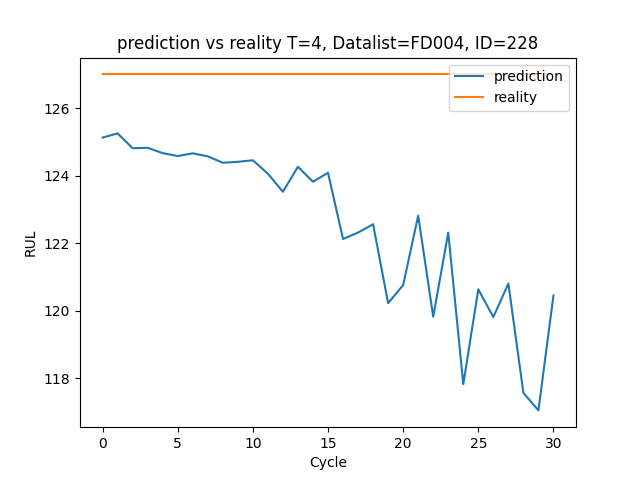 prediction vs reality T=4, Datalist=FD004, ID=228
prediction
reality
RUL
126
124
122
120
118
0 5 10 15 20 25 30
Cycle